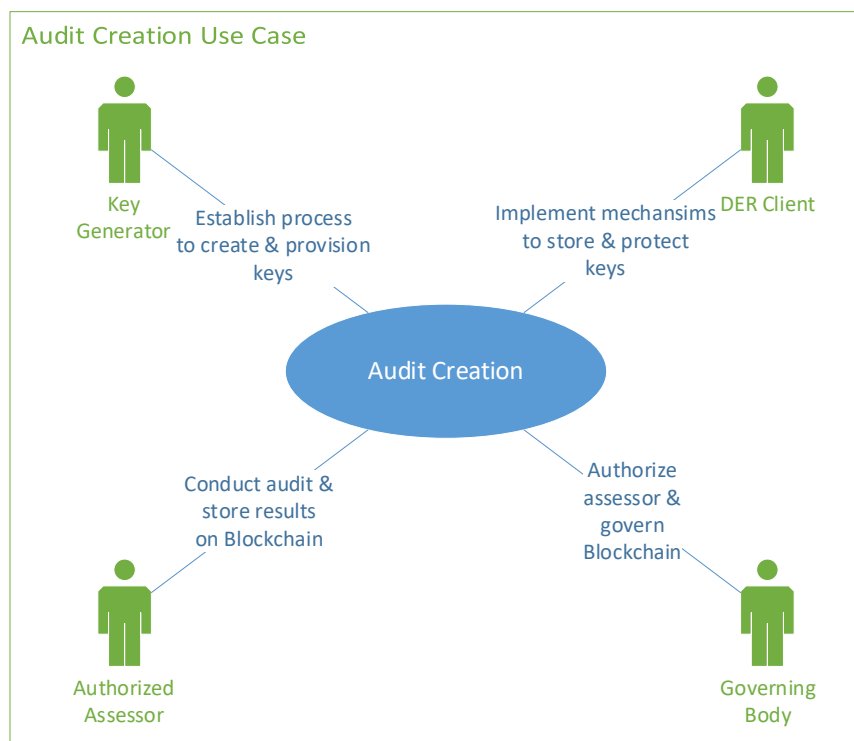 Audit Creation Use Case
Key
Generator
Establish process
to create & provision
keys
Implement mechansims
to store & protect
keys
DER Client
Audit Creation
Conduct audit &
store results
on Blockchain
Authorize
assessor &
govern
Blockchain
Authorized
Assessor
Governing
Body